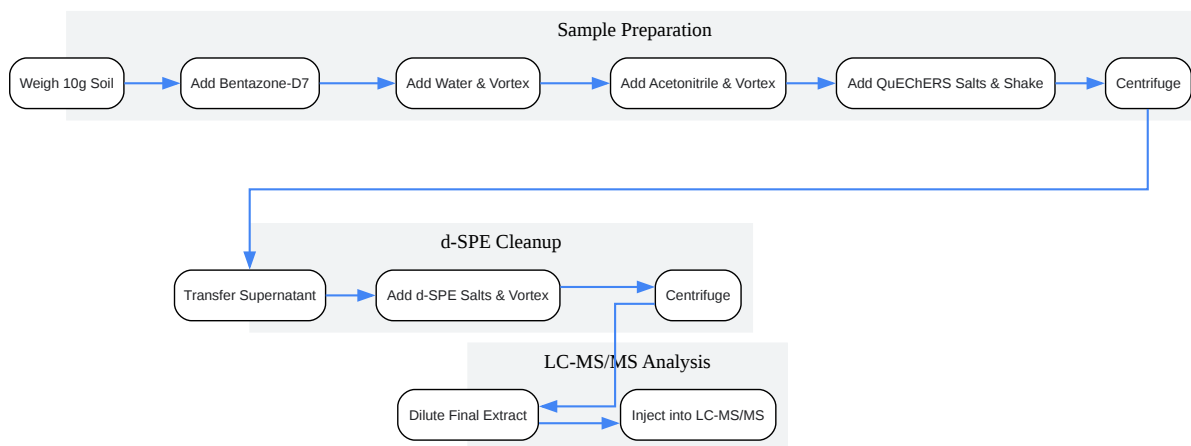 Sample Preparation
Weigh 10g Soil
Add Bentazone-D7
Add Water & Vortex
Add Acetonitrile & Vortex
Add QuEChERS Salts & Shake
Centrifuge
d-SPE Cleanup
Transfer Supernatant
Add d-SPE Salts & Vortex
Centrifuge
LC-MS/MS Analysis
Dilute Final Extract
Inject into LC-MS/MS